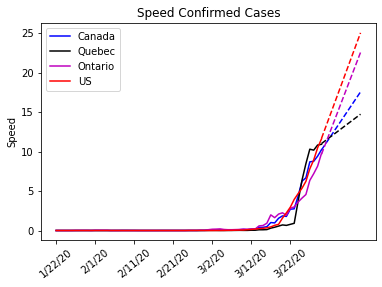 Speed Confirmed Cases
Canada
Quebec
Ontario
US
Speed
25
20
15
10
5
0
1/22/20
2/1/20
2/11/20
2/21/20
3/2/20
3/12/20
3/22/20